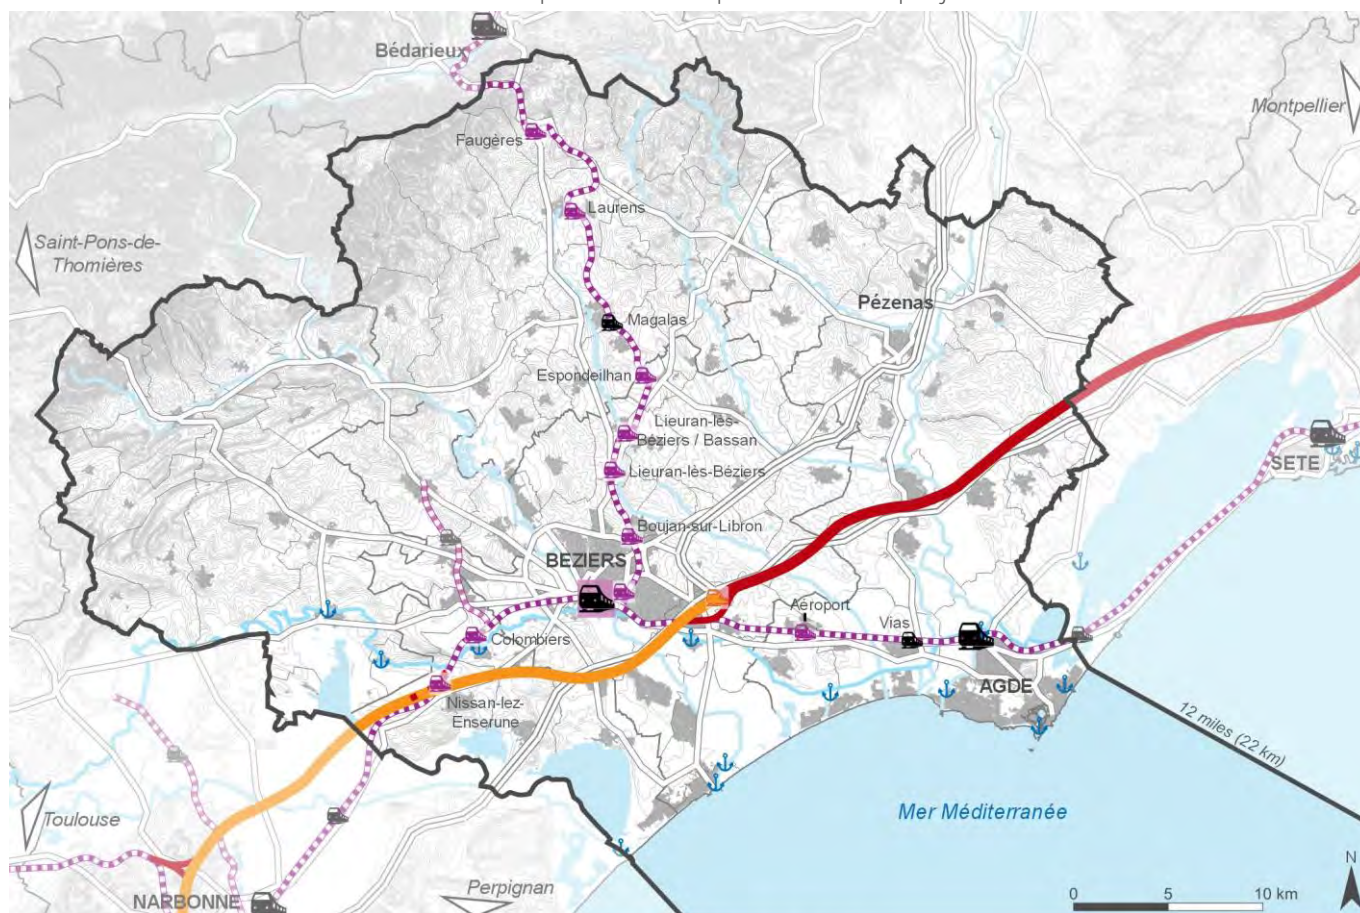 Bédarieux
Montpellier
Faugères
Laurens
Saint-Pons-de-
Thomières
Pézenas
Magalas
Espondeilhan
Lieuran-lès-
Béziers / Bassan
SETE
Lieuran-lès-Béziers
Boujan-sur-Libron
BEZIERS
Aéroport
Vias
Colombiers
AGDE
Nissan-lez-
Enserune
12 miles (22 km)
Toulouse
Mer Méditerranée
Perpignan
NARBONNE
N
0 5 10 km